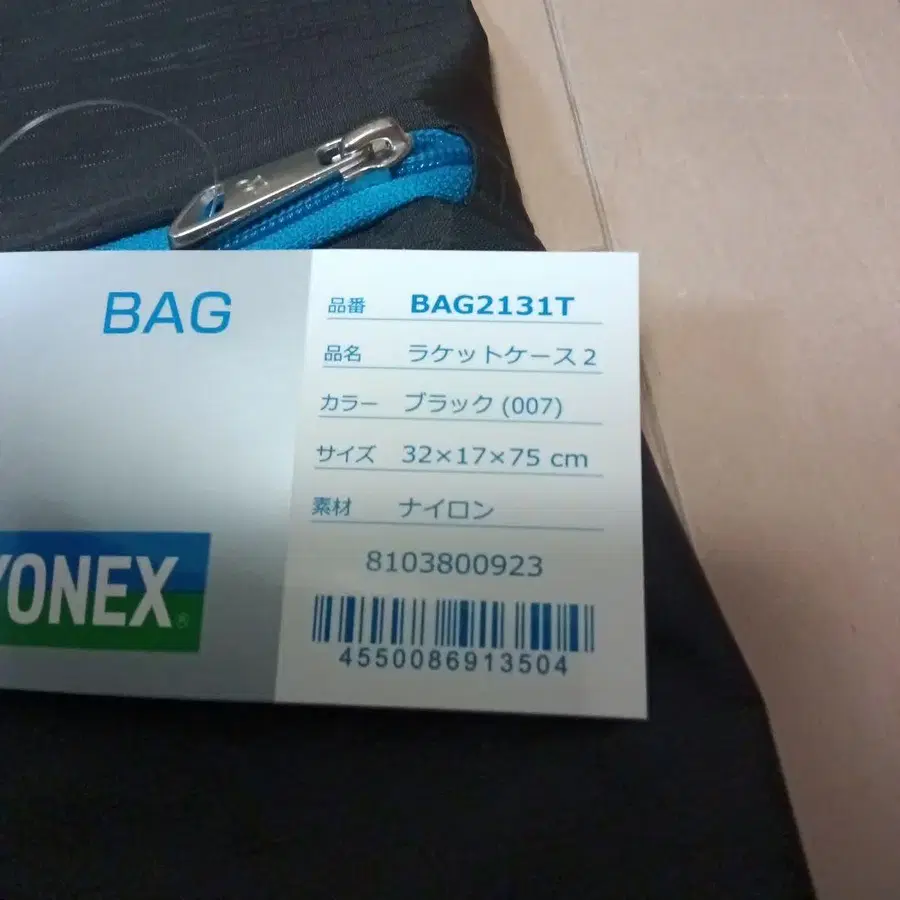 BAG
YONEX®
品番 BAG2131T
品名 ラケットケース2
カラー ブラック(007)
サイズ 32×17×75 cm
素材 ナイロン
8103800923
4550086913504